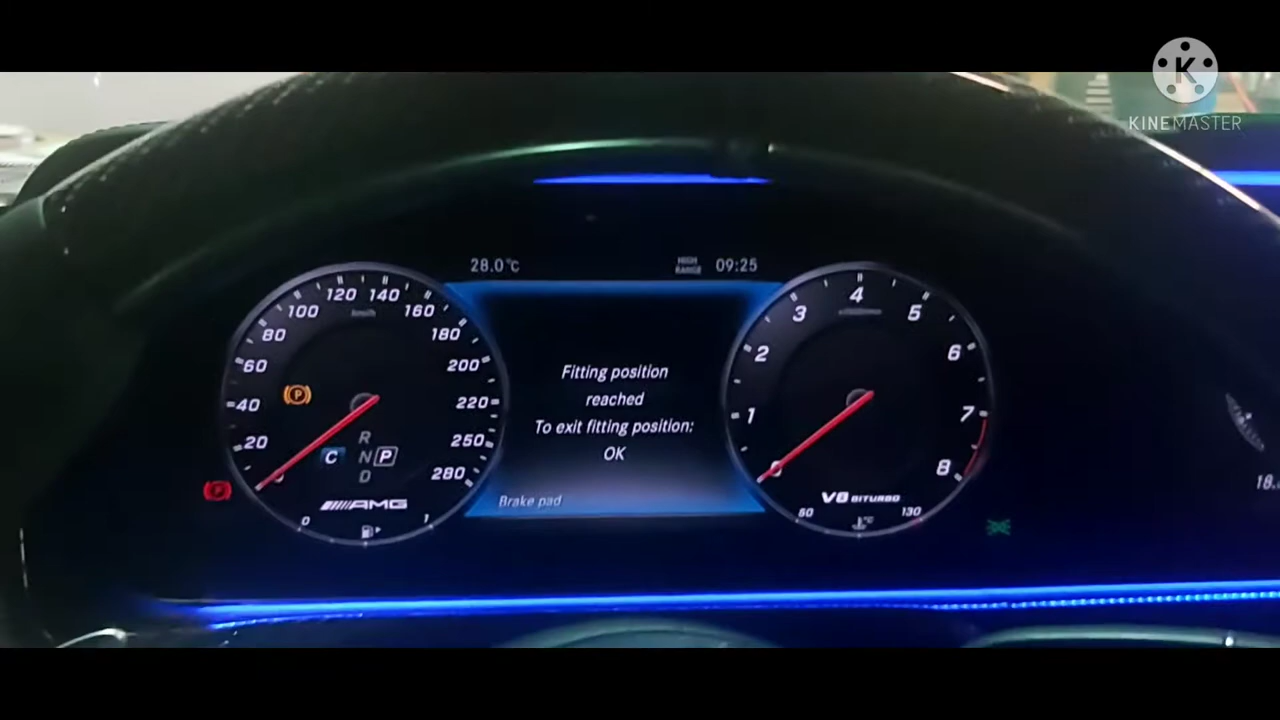 K
KINEMASTER
28.0°C
HIGH
RANGE
09:25
20
40
60
80
100
120
140
160
180
200
220
250
280
km/h
P
R
C N P
D
P
AMG
0
1
Fitting position
reached
To exit fitting position:
OK
Brake pad
1
2
3
4
5
6
7
8
V8 BITURBO
50
130
°C
18.